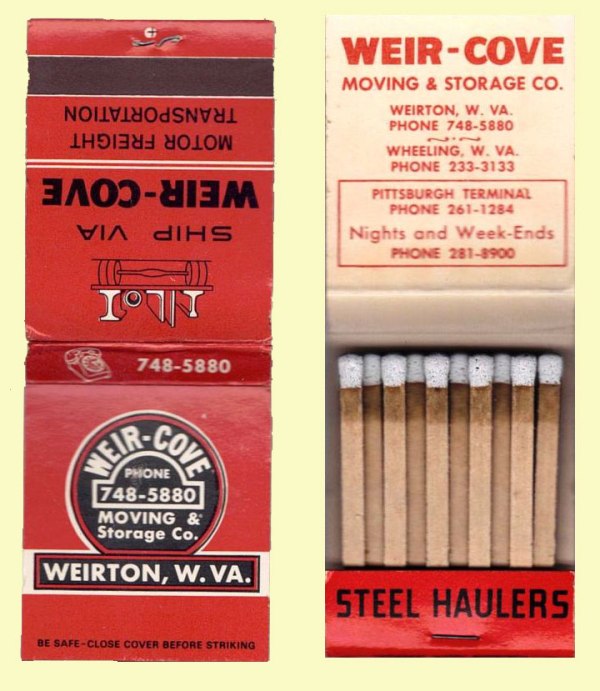 MOTOR FREIGHT
TRANSPORTATION
WEIR-COVE
SHIP VIA
748-5880
WEIR-COVE
PHONE
748-5880
MOVING &
Storage Co.
WEIRTON, W. VA.
BE SAFE-CLOSE COVER BEFORE STRIKING
WEIR-COVE
MOVING & STORAGE CO.
WEIRTON, W. VA.
PHONE 748-5880
WHEELING, W. VA.
PHONE 233-3133
PITTSBURGH TERMINAL
PHONE 261-1284
Nights and Week-Ends
PHONE 281-8900
STEEL HAULERS